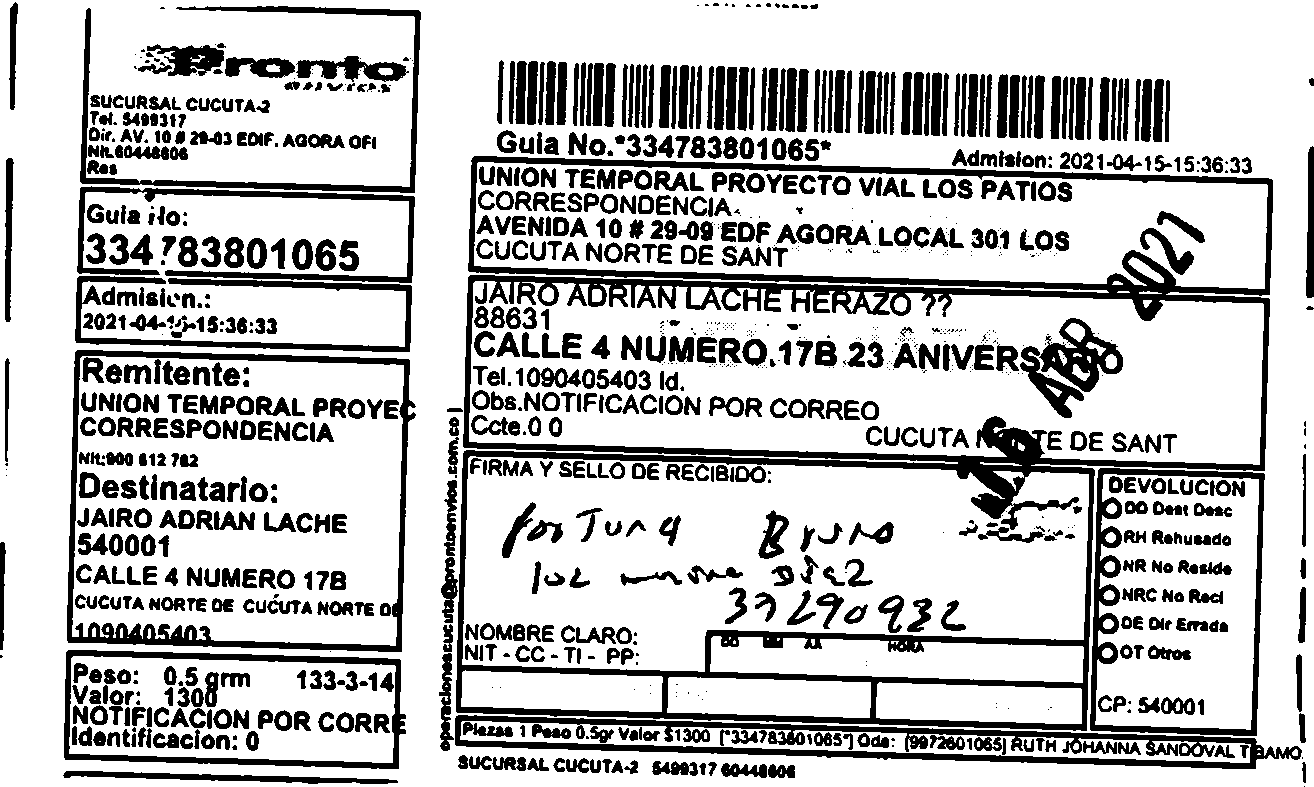 Pronto
SUCURSAL CUCUTA-2
Tel. 5499317
Dir. AV. 10 # 29-03 EDIF. AGORA OFI
Nit.60448606
Res
Guia No:
334783801065
Admision.:
2021-04-15-15:36:33
Remitente:
UNION TEMPORAL PROYEC
CORRESPONDENCIA
Nit:900 612 782
Destinatario:
JAIRO ADRIAN LACHE
540001
CALLE 4 NUMERO 17B
CUCUTA NORTE DE CUCUTA NORTE DE
1090405403
Peso: 0.5 grm 133-3-14
Valor: 1300
NOTIFICACION POR CORRE
Identificacion: 0
Guia No.*334783801065*
Admision: 2021-04-15-15:36:33
UNION TEMPORAL PROYECTO VIAL LOS PATIOS
CORRESPONDENCIA
AVENIDA 10 # 29-09 EDF AGORA LOCAL 301 LOS
CUCUTA NORTE DE SANT
JAIRO ADRIAN LACHE HERAZO ??
88631
CALLE 4 NUMERO.17B 23 ANIVERSARIO
Tel.1090405403 Id.
Obs.NOTIFICACION POR CORREO
Ccte.0 0
CUCUTA NORTE DE SANT
16 ABR 2021
operacionescucuta@prontoenvios.com.co
FIRMA Y SELLO DE RECIBIDO:
37290932
NOMBRE CLARO:
NIT - CC - TI - PP:
DD MM AA HORA
DEVOLUCION
DD Dest Desc
RH Rehusado
NR No Reside
NRC No Recl
DE Dir Errada
OT Otros
CP: 540001
Piezas 1 Peso 0.5gr Valor $1300 [*334783801065*] Ods: [9972601065] RUTH JOHANNA SANDOVAL TIBAMO
SUCURSAL CUCUTA-2 5499317 60448606